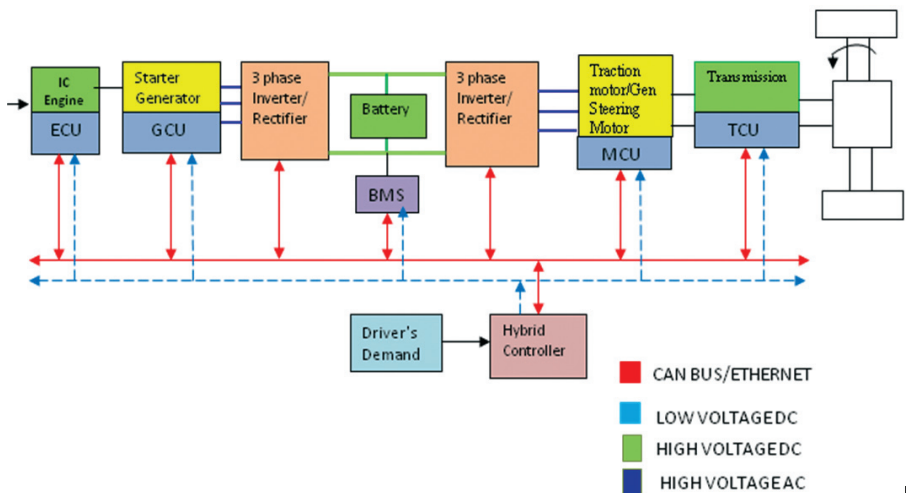 IC
Engine
ECU
Starter
Generator
GCU
3 phase
Inverter/
Rectifier
Battery
BMS
3 phase
Inverter/
Rectifier
Traction
motor/Gen
Steering
Motor
MCU
Transmission
TCU
Driver's
Demand
Hybrid
Controller
CAN BUS/ETHERNET
LOW VOLTAGE DC
HIGH VOLTAGE DC
HIGH VOLTAGE AC